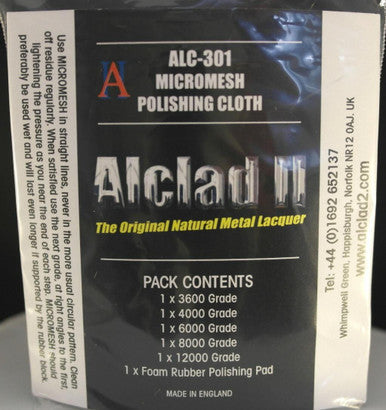 A
ALC-301
MICROMESH
POLISHING CLOTH
Alclad II
The Original Natural Metal Lacquer
PACK CONTENTS
1 x 3600 Grade
1 x 4000 Grade
1 x 6000 Grade
1 x 8000 Grade
1 x 12000 Grade
1 x Foam Rubber Polishing Pad
MADE IN ENGLAND
Use MICROMESH in straight lines, never in the more usual circular pattern. Clean
off residue regularly. When satisfied use the next grade, at right angles to the first,
lightening the pressure as you near the end of each step. MICROMESH should
preferably be used wet and will last even longer if supported by the rubber block.
Tel: +44 (0)1692 652137
Whimpwell Green, Happisburgh, Norfolk NR12 0AJ. UK
www.alclad2.com